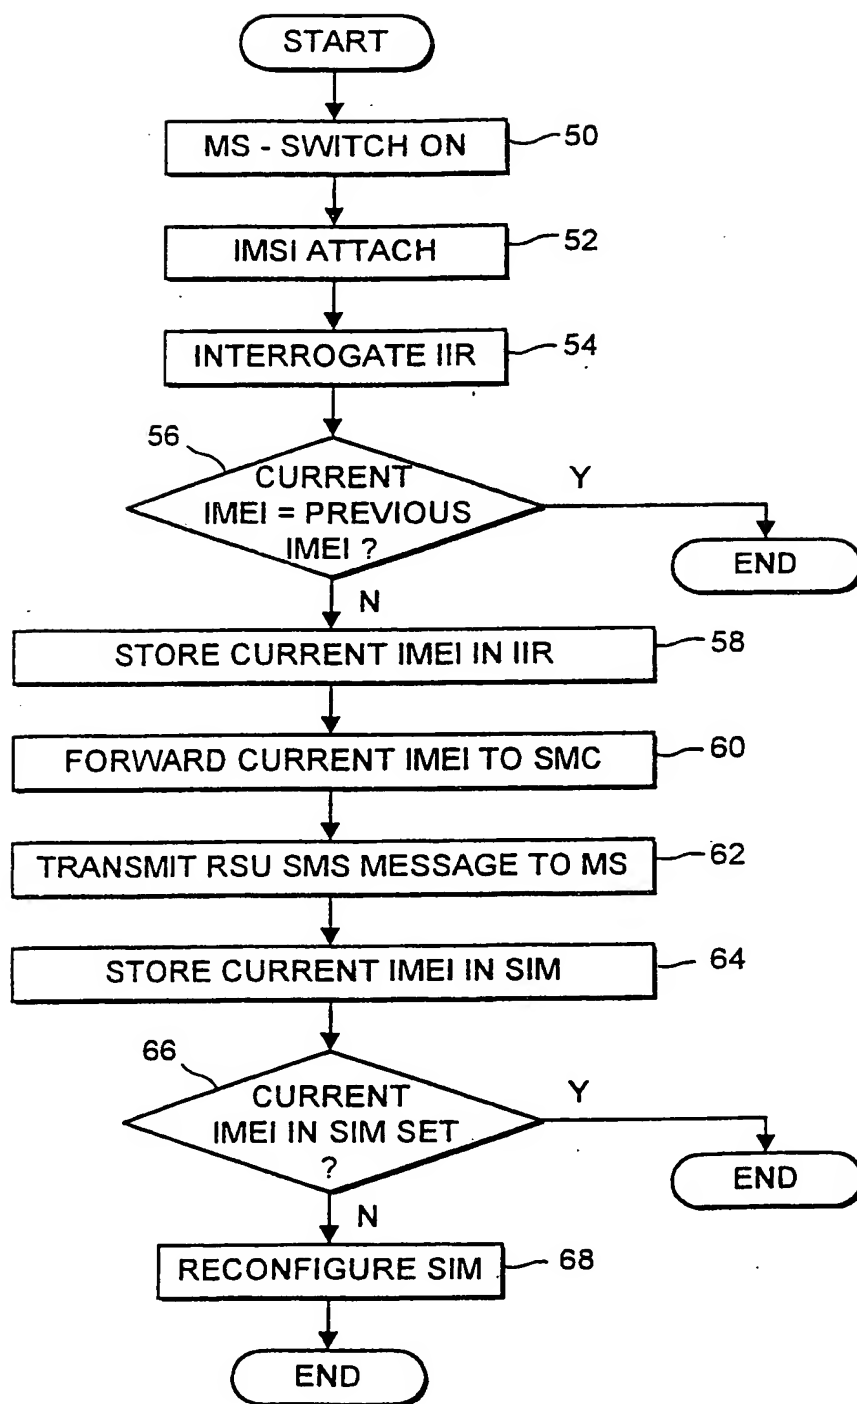 START
MS - SWITCH ON
50
IMSI ATTACH
52
INTERROGATE IIR
54
56
CURRENT
IMEI = PREVIOUS
IMEI ?
Y
END
N
STORE CURRENT IMEI IN IIR
58
FORWARD CURRENT IMEI TO SMC
60
TRANSMIT RSU SMS MESSAGE TO MS
62
STORE CURRENT IMEI IN SIM
64
66
CURRENT
IMEI IN SIM SET
?
Y
END
N
RECONFIGURE SIM
68
END